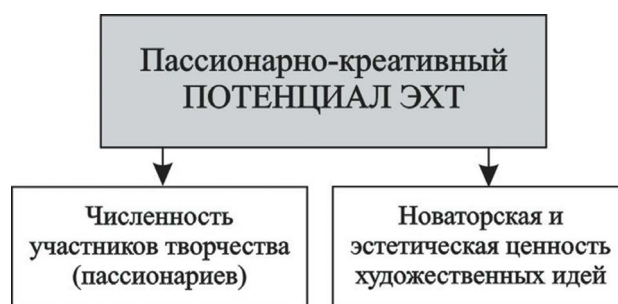 Пассионарно-креативный
ПОТЕНЦИАЛ ЭХТ
Численность
участников творчества
(пассионариев)
Новаторская и
эстетическая ценность
художественных идей